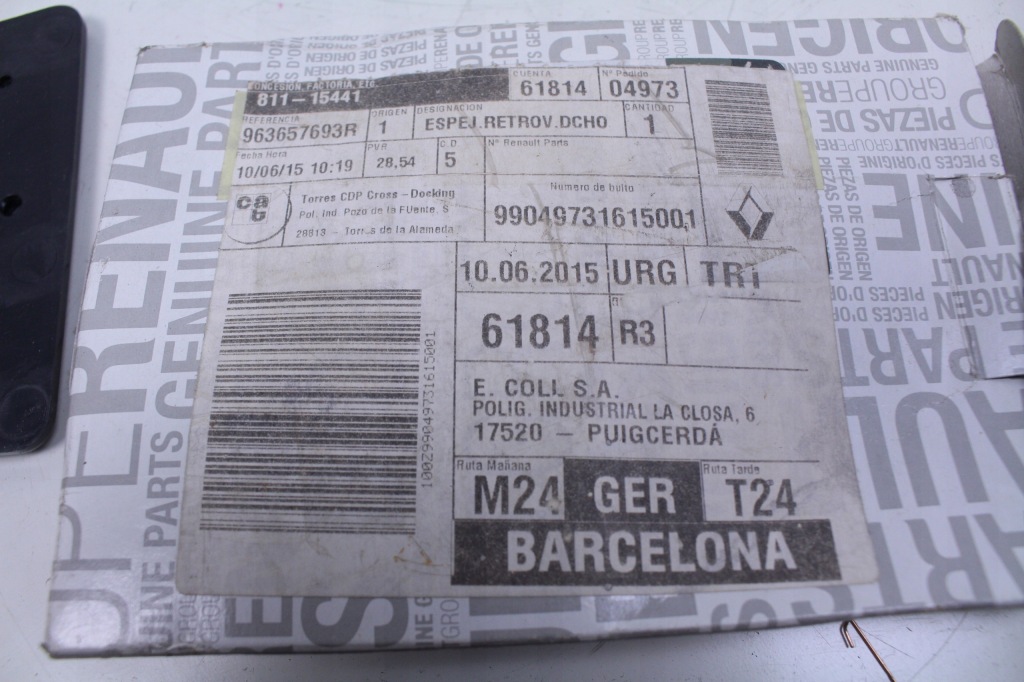 CONCESION, FACTORIA, ETC
811-15441
CUENTA
61814
Nº Pedido
04973
REFERENCIA
963657693R
ORIGEN
1
DESIGNACION
ESPEJ.RETROV.DCHO
CANTIDAD
1
Fecha Hora
10/06/15 10:19
PVR
28,54
C.D
5
Nº Renault Parts
cat
Torres CDP Cross-Docking
Pol. Ind. Pozo de la FUente, S
28813 - Torres de la Alameda
Numero de bulto
99049731615001
10.06.2015
URG
TR1
61814
R3
100299049731615001
E. COLL S.A.
POLIG. INDUSTRIAL LA CLOSA, 6
17520 - PUIGCERDÁ
Ruta Mañana
M24
GER
Ruta Tarde
T24
BARCELONA
GENUINE PARTS
PIEZAS DE ORIGEN
GROUPE RENAULT
PIECES D'ORIGINE